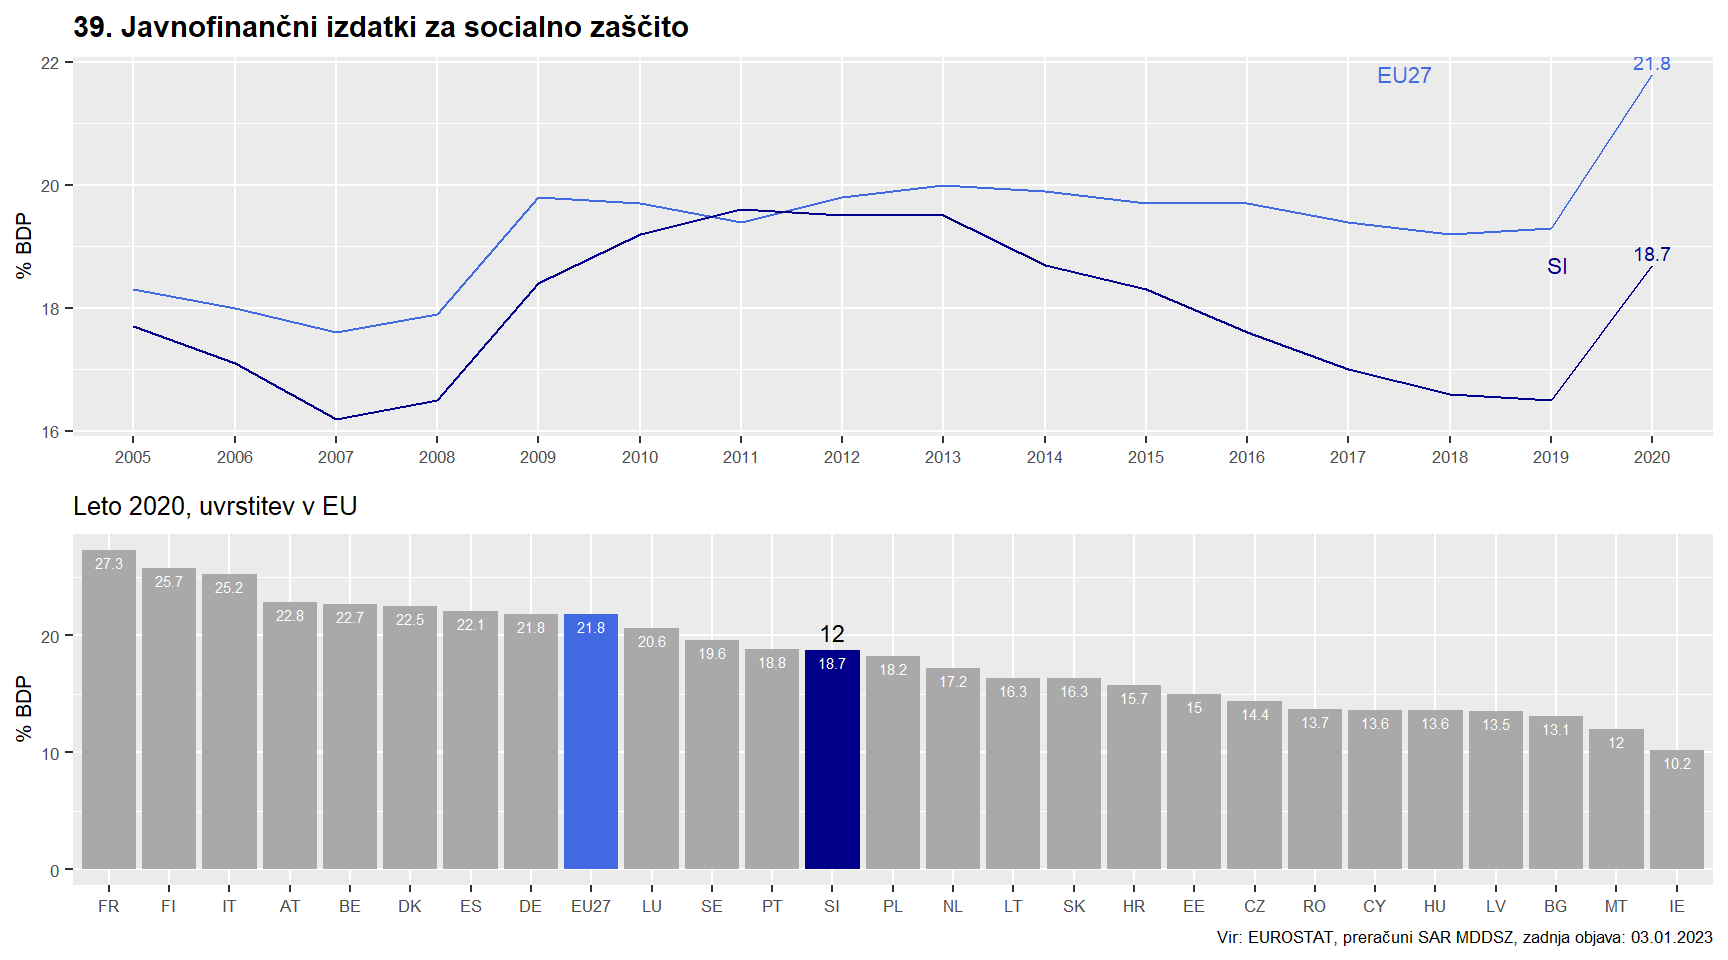 39. Javnofinančni izdatki za socialno zaščito
% BDP
22
20
18
16
EU27
21.8
SI
18.7
2005 2006 2007 2008 2009 2010 2011 2012 2013 2014 2015 2016 2017 2018 2019 2020
Leto 2020, uvrstitev v EU
% BDP
20
10
0
12
27.3 25.7 25.2 22.8 22.7 22.5 22.1 21.8 21.8 20.6 19.6 18.8 18.7 18.2 17.2 16.3 16.3 15.7 15 14.4 13.7 13.6 13.6 13.5 13.1 12 10.2
FR FI IT AT BE DK ES DE EU27 LU SE PT SI PL NL LT SK HR EE CZ RO CY HU LV BG MT IE
Vir: EUROSTAT, preračuni SAR MDDSZ, zadnja objava: 03.01.2023